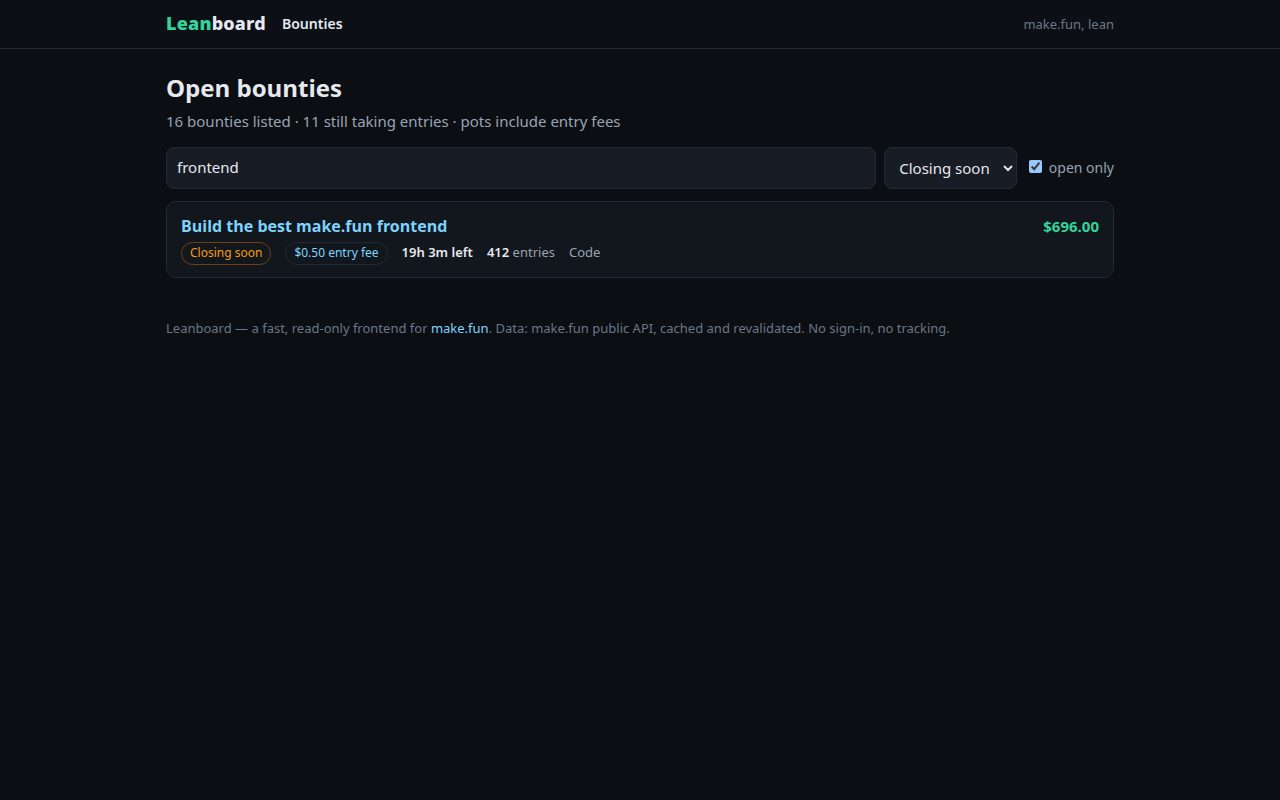 Leanboard Bounties make.fun, lean
Open bounties
16 bounties listed · 11 still taking entries · pots include entry fees
frontend Closing soon open only
Build the best make.fun frontend $696.00
Closing soon $0.50 entry fee 19h 3m left 412 entries Code
Leanboard — a fast, read-only frontend for make.fun. Data: make.fun public API, cached and revalidated. No sign-in, no tracking.